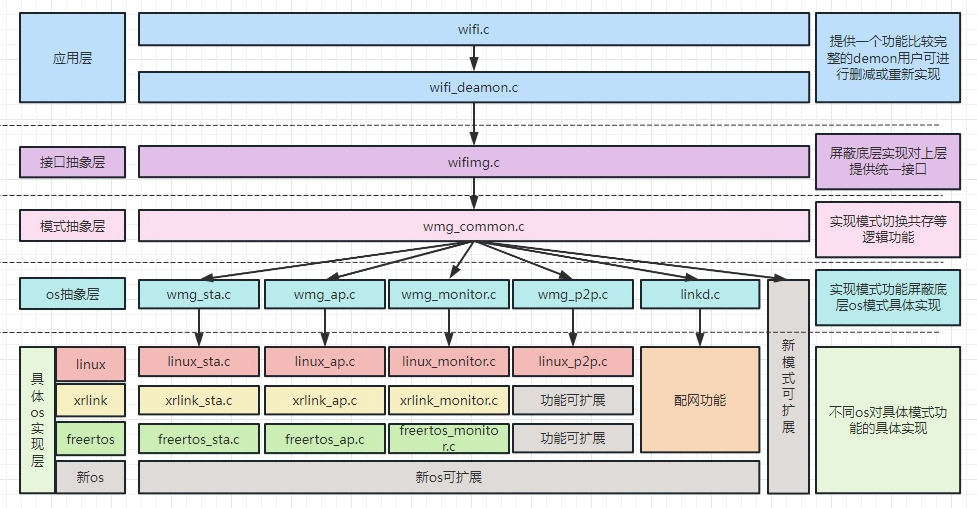 应用层
wifi.c
wifi_deamon.c
提供一个功能比较完
整的demon用户可进
行删减或重新实现
接口抽象层
wifimg.c
屏蔽底层实现对上层
提供统一接口
模式抽象层
wmg_common.c
实现模式切换共存等
逻辑功能
os抽象层
wmg_sta.c
wmg_ap.c
wmg_monitor.c
wmg_p2p.c
linkd.c
实现模式功能屏蔽底
层os模式具体实现
具
体
os
实
现
层
linux
linux_sta.c
linux_ap.c
linux_monitor.c
linux_p2p.c
xrlink
xrlink_sta.c
xrlink_ap.c
xrlink_monitor.c
功能可扩展
freertos
freertos_sta.c
freertos_ap.c
freertos_monito
r.c
功能可扩展
配网功能
新os
新os可扩展
新
模
式
可
扩
展
不同os对具体模式功
能的具体实现